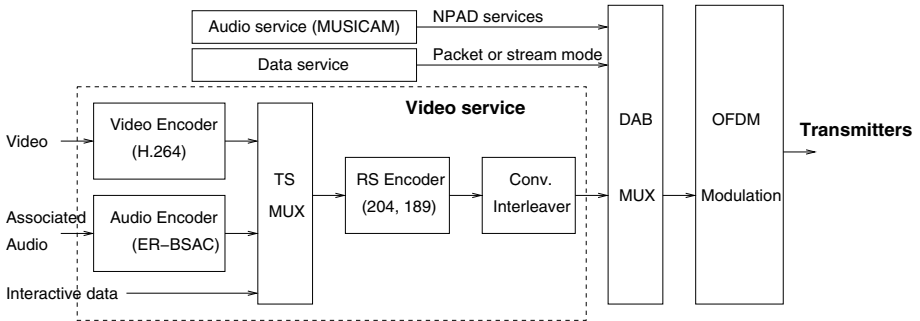 Audio service (MUSICAM)
NPAD services
Data service
Packet or stream mode
Video service
Video
Video Encoder
(H.264)
Associated
Audio
Audio Encoder
(ER−BSAC)
Interactive data
TS
MUX
RS Encoder
(204, 189)
Conv.
Interleaver
DAB
MUX
OFDM
Modulation
Transmitters